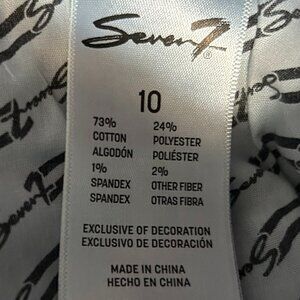 Seven7
10
73% 24%
COTTON POLYESTER
ALGODÓN POLIÉSTER
1% 2%
SPANDEX OTHER FIBER
SPANDEX OTRAS FIBRA
EXCLUSIVE OF DECORATION
EXCLUSIVO DE DECORACIÓN
MADE IN CHINA
HECHO EN CHINA